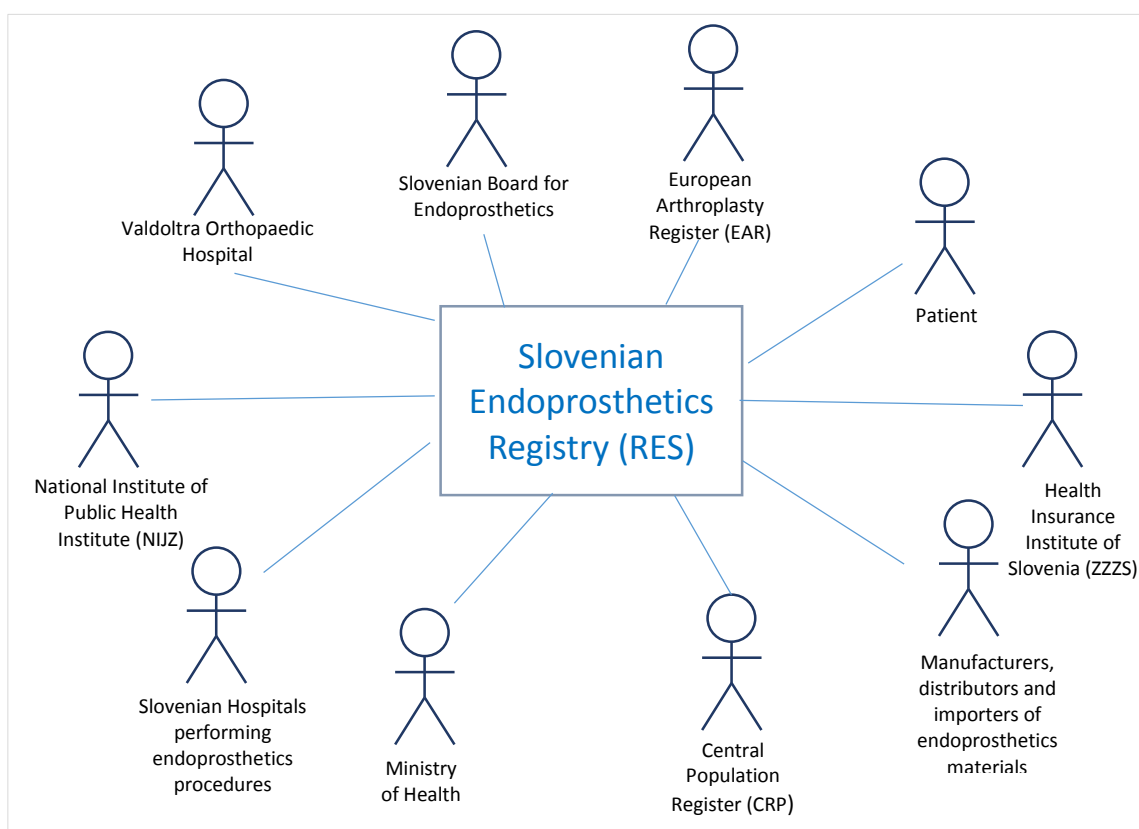 Valdoltra Orthopaedic
Hospital
Slovenian Board for
Endoprosthetics
European
Arthroplasty
Register (EAR)
Patient
Slovenian
Endoprosthetics
Registry (RES)
National Institute of
Public Health
Institute (NIJZ)
Health
Insurance
Institute of
Slovenia (ZZZS)
Slovenian Hospitals
performing
endoprosthetics
procedures
Ministry
of Health
Central
Population
Register (CRP)
Manufacturers,
distributors and
importers of
endoprosthetics
materials